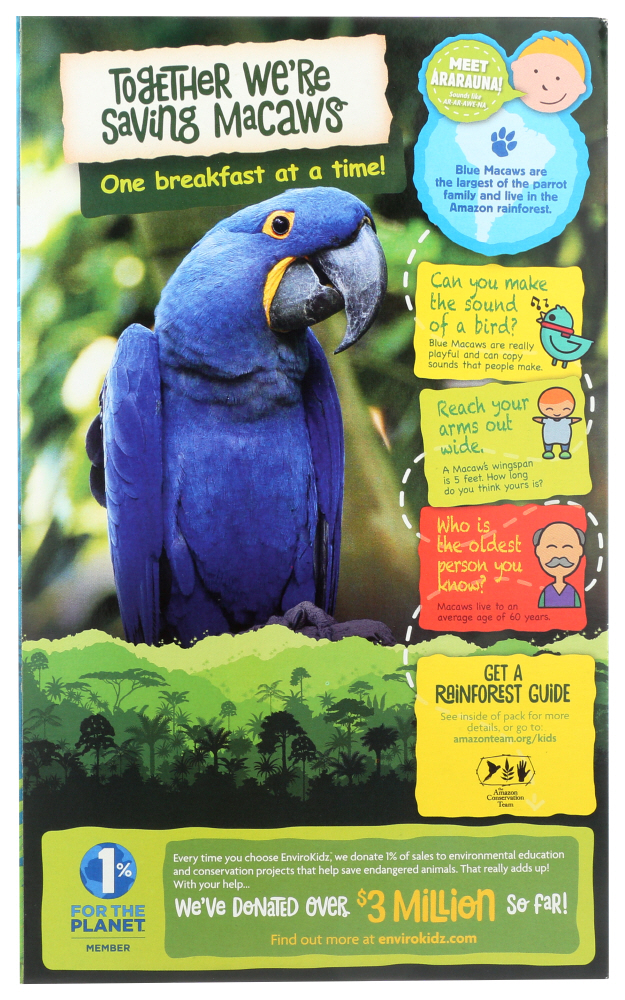 Together We're
Saving Macaws
One breakfast at a time!
MEET
ARARAUNA!
Sounds like
AR-AR-AWE-NA
Blue Macaws are
the largest of the parrot
family and live in the
Amazon rainforest.
Can you make
the sound
of a bird?
Blue Macaws are really
playful and can copy
sounds that people make.
Reach your
arms out
wide.
A Macaw's wingspan
is 5 feet. How long
do you think yours is?
Who is
the oldest
person you
know?
Macaws live to an
average age of 60 years.
GET A
RAINFOREST GUIDE
See inside of pack for more
details, or go to:
amazonteam.org/kids
The
Amazon
Conservation
Team
1%
FOR THE
PLANET
MEMBER
Every time you choose EnviroKidz, we donate 1% of sales to environmental education
and conservation projects that help save endangered animals. That really adds up!
With your help...
We've Donated over $3 Million So Far!
Find out more at envirokidz.com